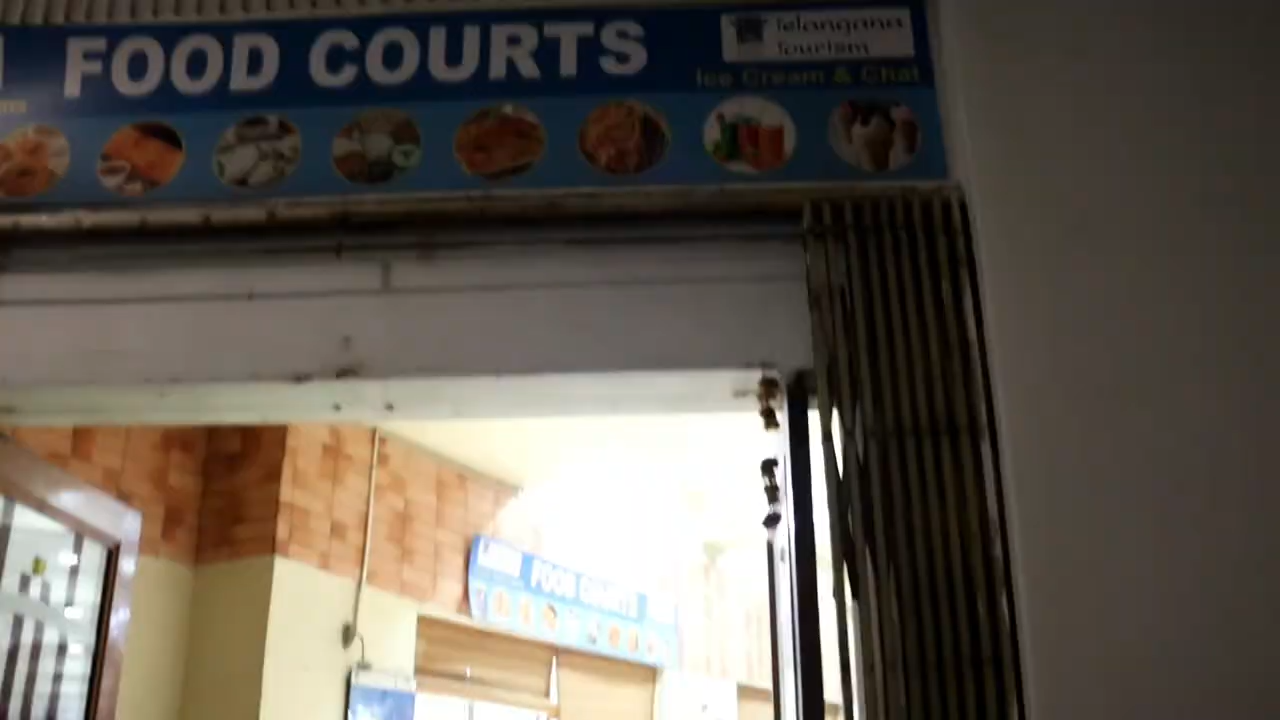 FOOD COURTS
Telangana
Tourism
Ice Cream & Chat
FOOD COURTS